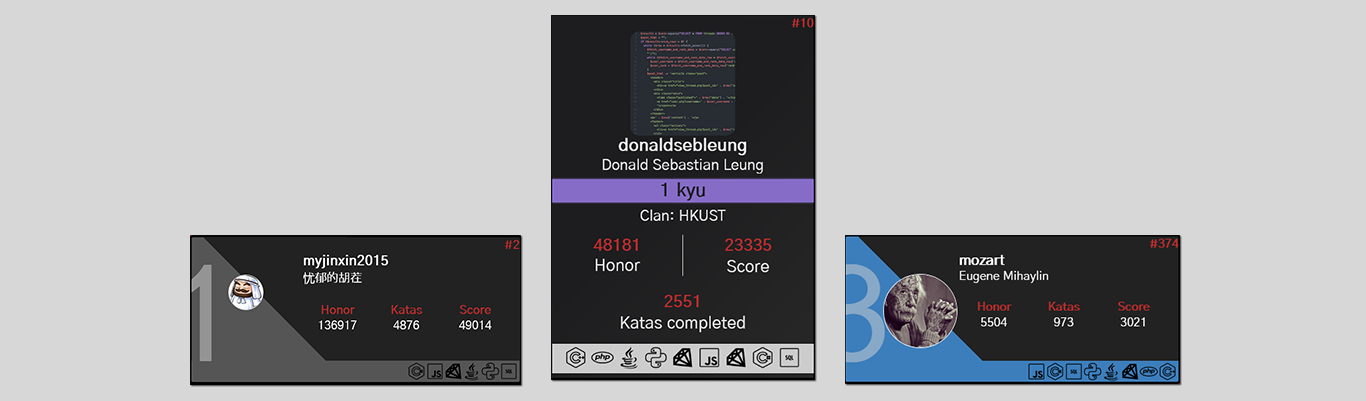 #2
1
myjinxin2015
忧郁的胡茬
Honor Katas Score
136917 4876 49014
JS
SQL
#10
donaldsebleung
Donald Sebastian Leung
1 kyu
Clan: HKUST
48181 23335
Honor Score
2551
Katas completed
php JS SQL
#374
3
mozart
Eugene Mihaylin
Honor Katas Score
5504 973 3021
JS SQL php